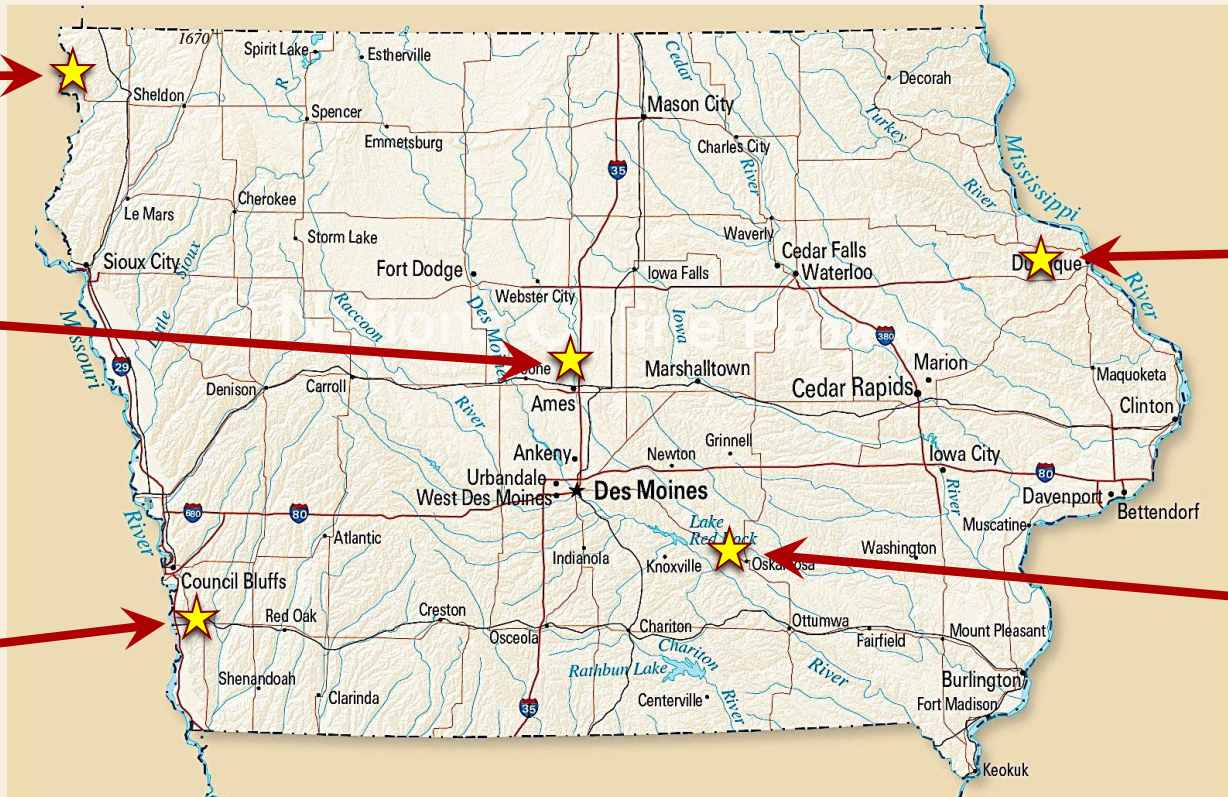 1670'
Spirit Lake
Estherville
Cedar
Decorah
R
Sheldon
Spencer
Mason City
Turkey
Emmetsburg
Charles City
Mississippi
35
River
River
Cherokee
Le Mars
Storm Lake
Waverly
Cedar Falls
Sioux City
Sioux
Fort Dodge
Iowa Falls
Waterloo
River
Webster City
Little
Raccoon
Des Moines
Iowa
Missouri
380
29
Marion
Marshalltown
Maquoketa
Denison
Carroll
Cedar Rapids
Ames
Clinton
River
Grinnell
Ankeny
Newton
Iowa City
Urbandale
80
West Des Moines
Des Moines
River
Davenport
680
80
Bettendorf
River
Lake
Red Rock
Muscatine
Atlantic
Washington
Indianola
Knoxville
Oskaloosa
Council Bluffs
Red Oak
Creston
Osceola
Chariton
Ottumwa
Fairfield
Mount Pleasant
Chariton
Rathbun Lake
River
Shenandoah
Clarinda
Centerville
River
Burlington
35
Fort Madison
Keokuk